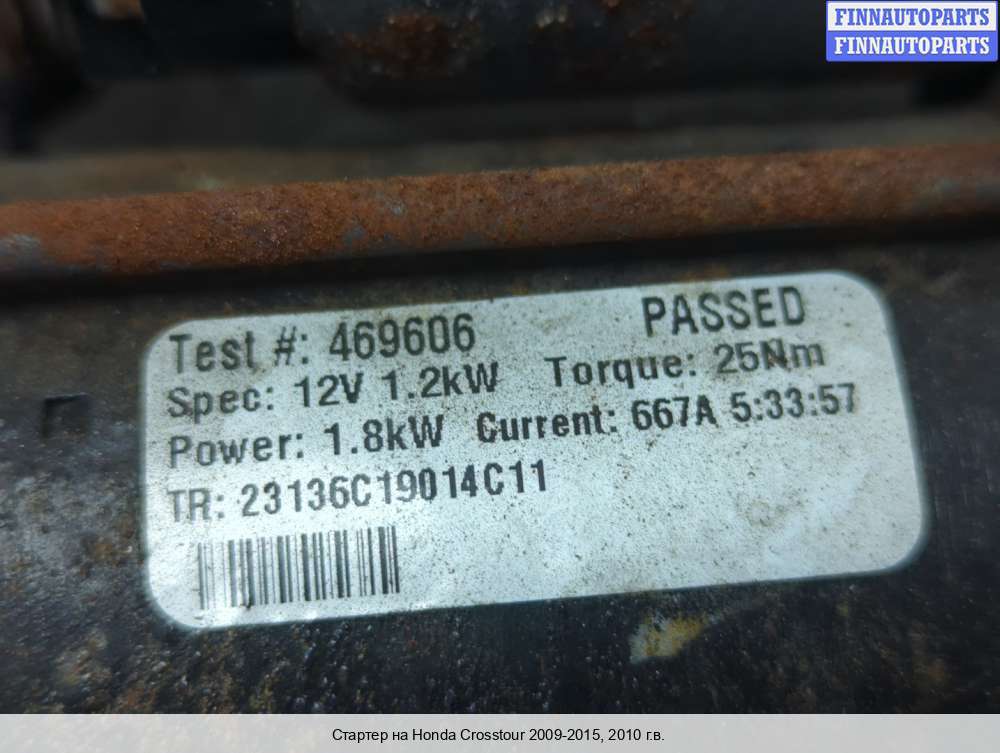 FINNAUTOPARTS
FINNAUTOPARTS
Test #: 469606 PASSED
Spec: 12V 1.2kW Torque: 25Nm
Power: 1.8kW Current: 667A 5:33:57
TR: 23136C19014C11
Стартер на Honda Crosstour 2009-2015, 2010 г.в.